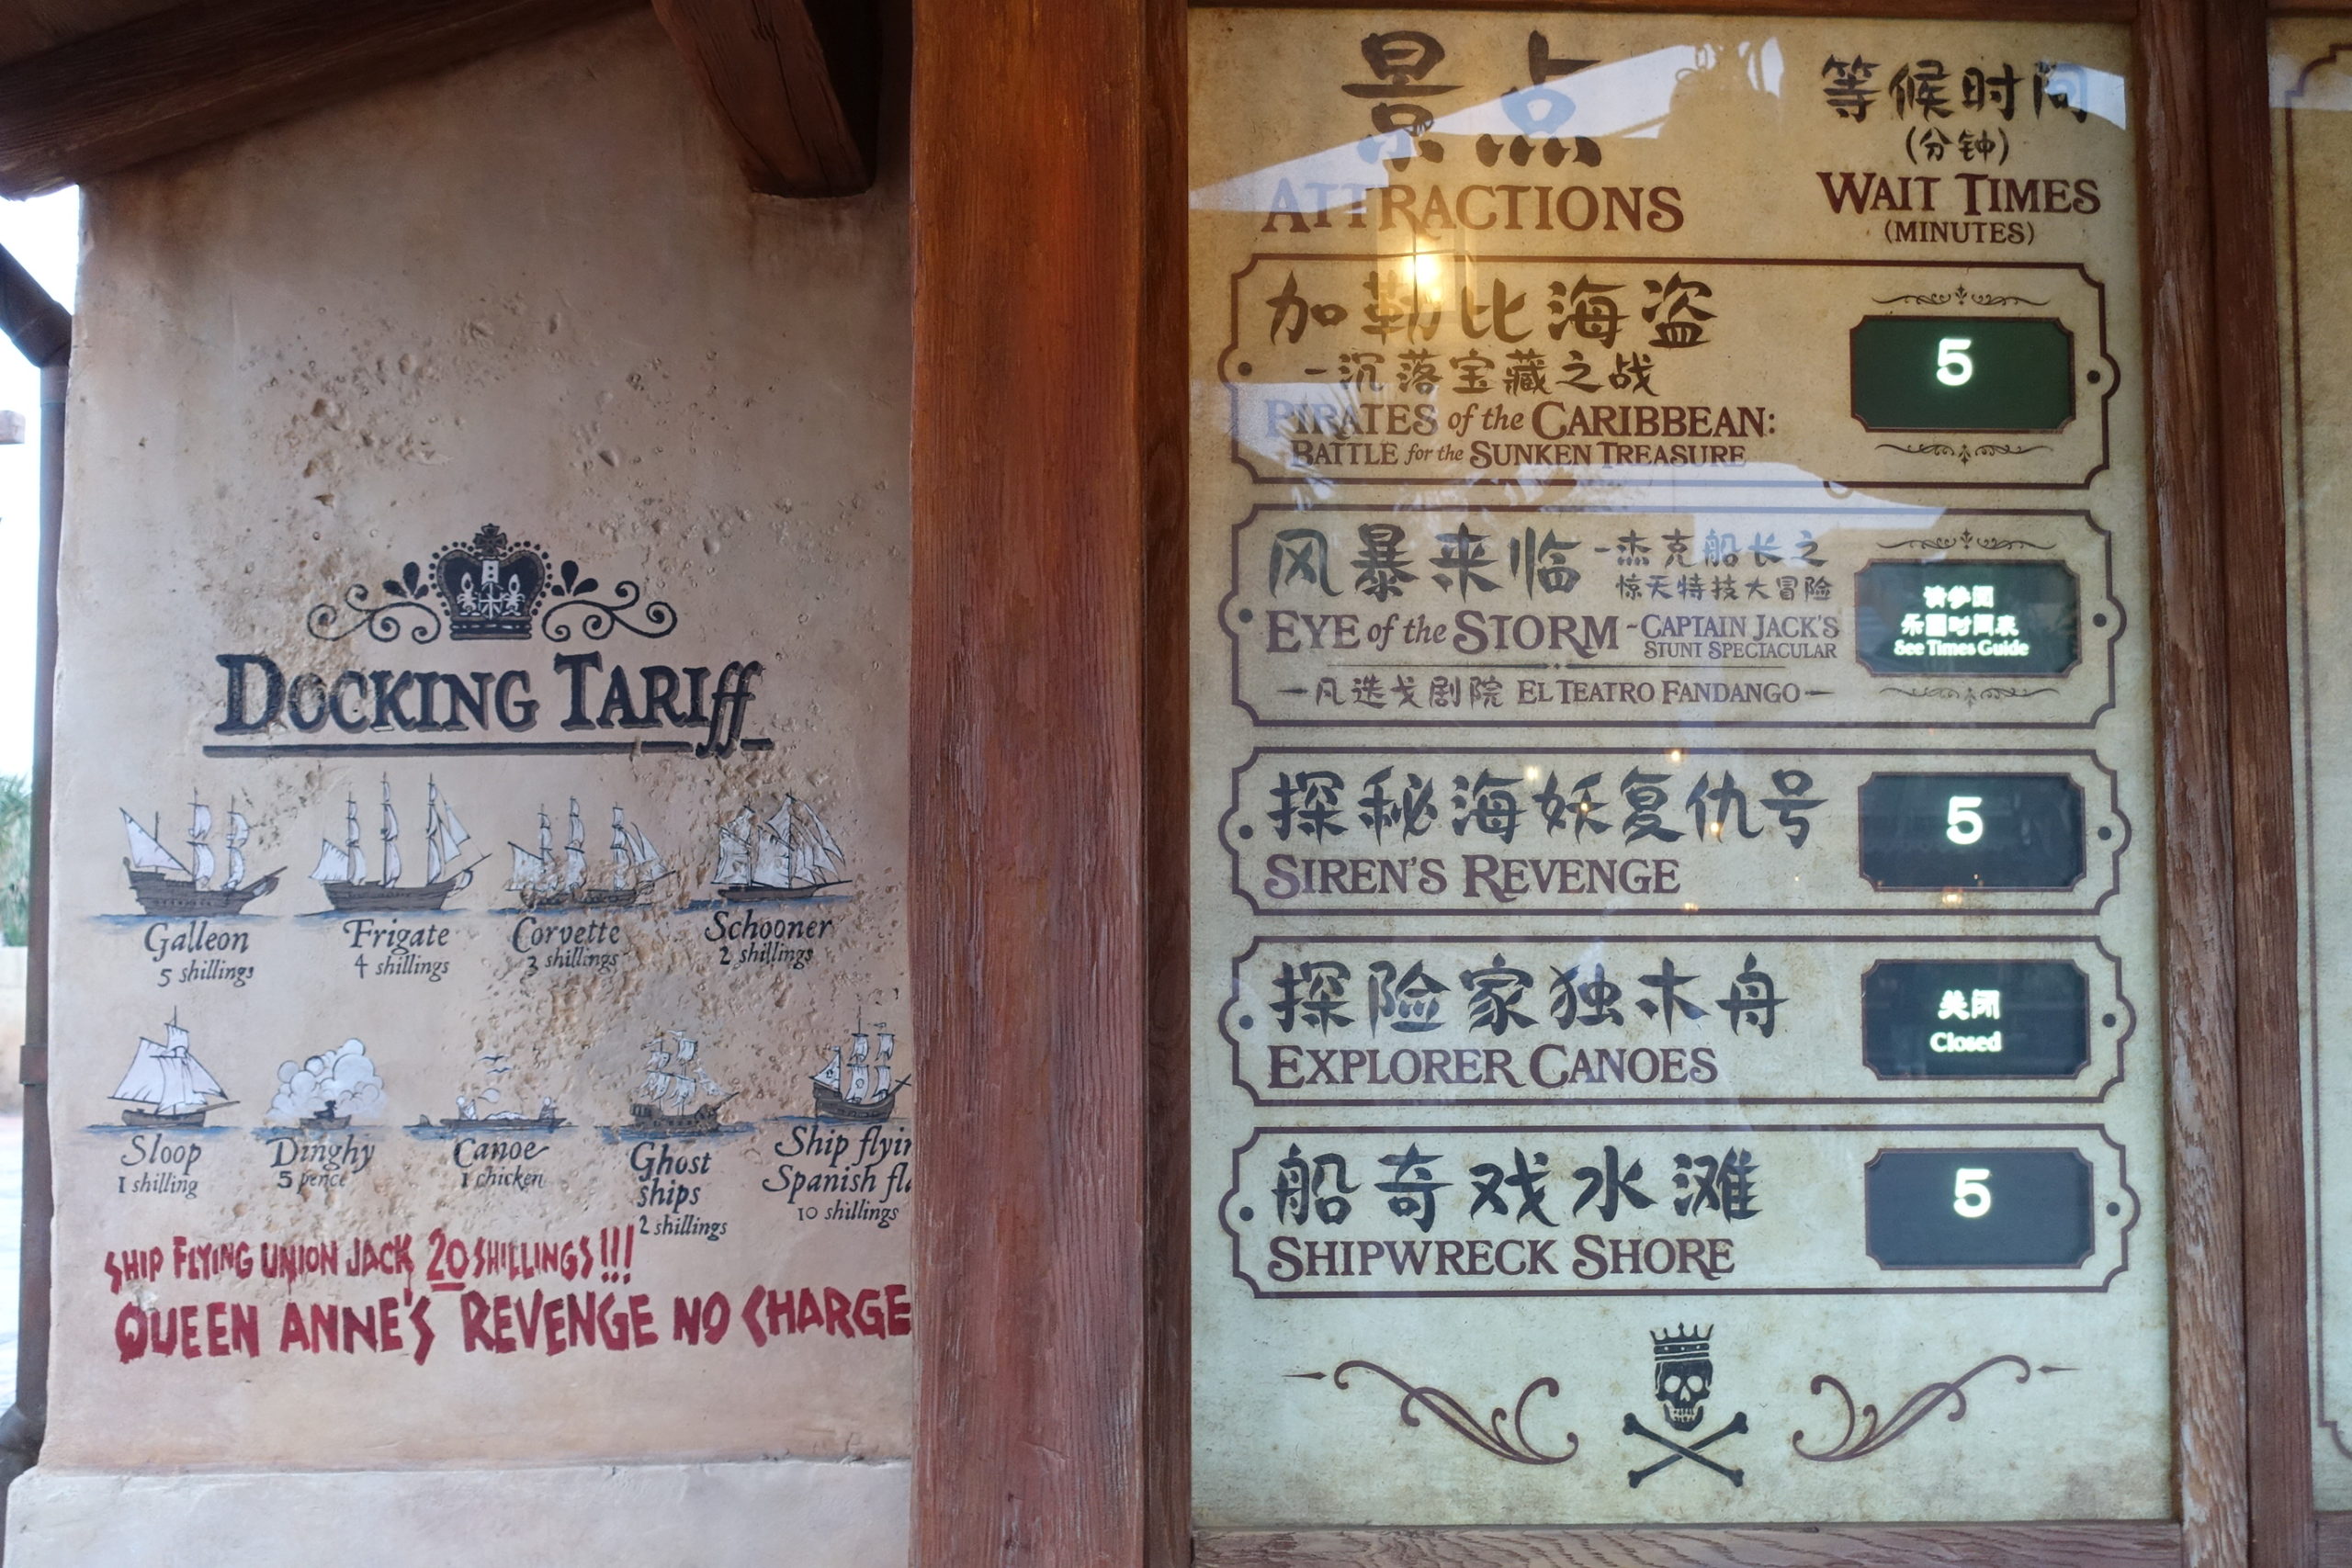 DOCKING TARIff
Galleon
5 shillings
Frigate
4 shillings
Corvette
3 shillings
Schooner
2 shillings
Sloop
1 shilling
Dinghy
5 pence
Canoe
1 chicken
Ghost
ships
2 shillings
Ship
Spanish
10 shillings
SHIP FLYING UNION JACK 20 SHILLINGS!!!
QUEEN ANNE'S REVENGE NO CHARGE
景点
ATTRACTIONS
等候时间
(分钟)
WAIT TIMES
(MINUTES)
加勒比海盗
-沉落宝藏之战
PIRATES of the CARIBBEAN:
BATTLE for the SUNKEN TREASURE
5
风暴来临-杰克船长之
惊天特技大冒险
EYE of the STORM-CAPTAIN JACK'S
STUNT SPECTACULAR
—凡迭戈剧院 EL TEATRO FANDANGO—
请参阅
乐园时间表
See Times Guide
探秘海妖复仇号
SIREN'S REVENGE
5
探险家独木舟
EXPLORER CANOES
关闭
Closed
船奇戏水滩
SHIPWRECK SHORE
5